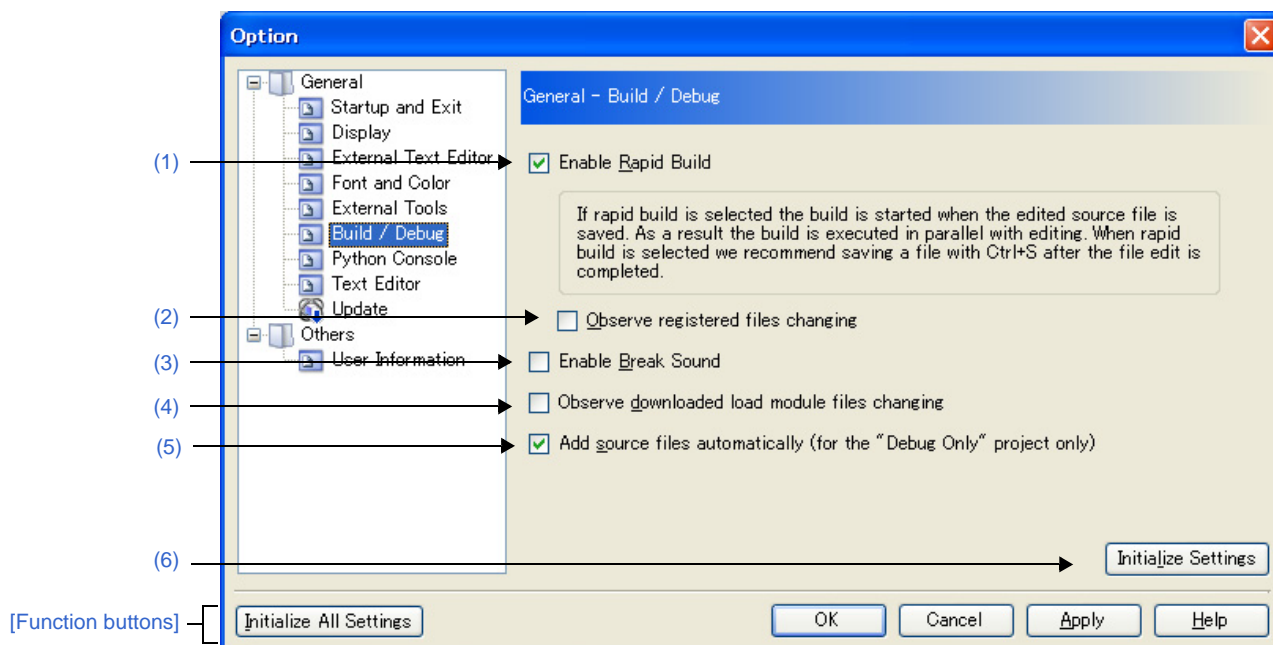 Option
General
Startup and Exit
Display
External Text Editor
Font and Color
External Tools
Build / Debug
Python Console
Text Editor
Update
Others
User Information
General - Build / Debug
(1)
Enable Rapid Build
If rapid build is selected the build is started when the edited source file is
saved. As a result the build is executed in parallel with editing. When rapid
build is selected we recommend saving a file with Ctrl+S after the file edit is
completed.
(2)
Observe registered files changing
(3)
Enable Break Sound
(4)
Observe downloaded load module files changing
(5)
Add source files automatically (for the "Debug Only" project only)
(6)
Initialize Settings
[Function buttons]
Initialize All Settings
OK
Cancel
Apply
Help